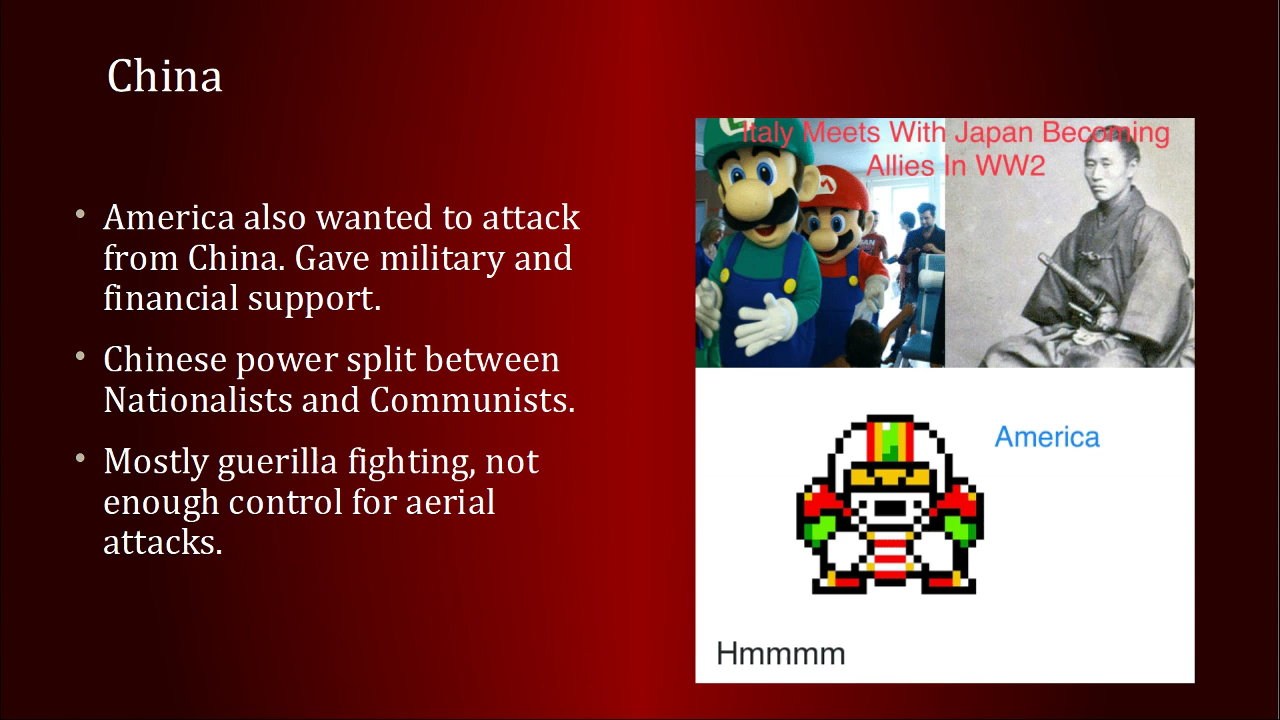 China
America also wanted to attack
from China. Gave military and
financial support.
Chinese power split between
Nationalists and Communists.
Mostly guerilla fighting, not
enough control for aerial
attacks.
Italy Meets With Japan Becoming
Allies In WW2
L
M
America
Hmmmm